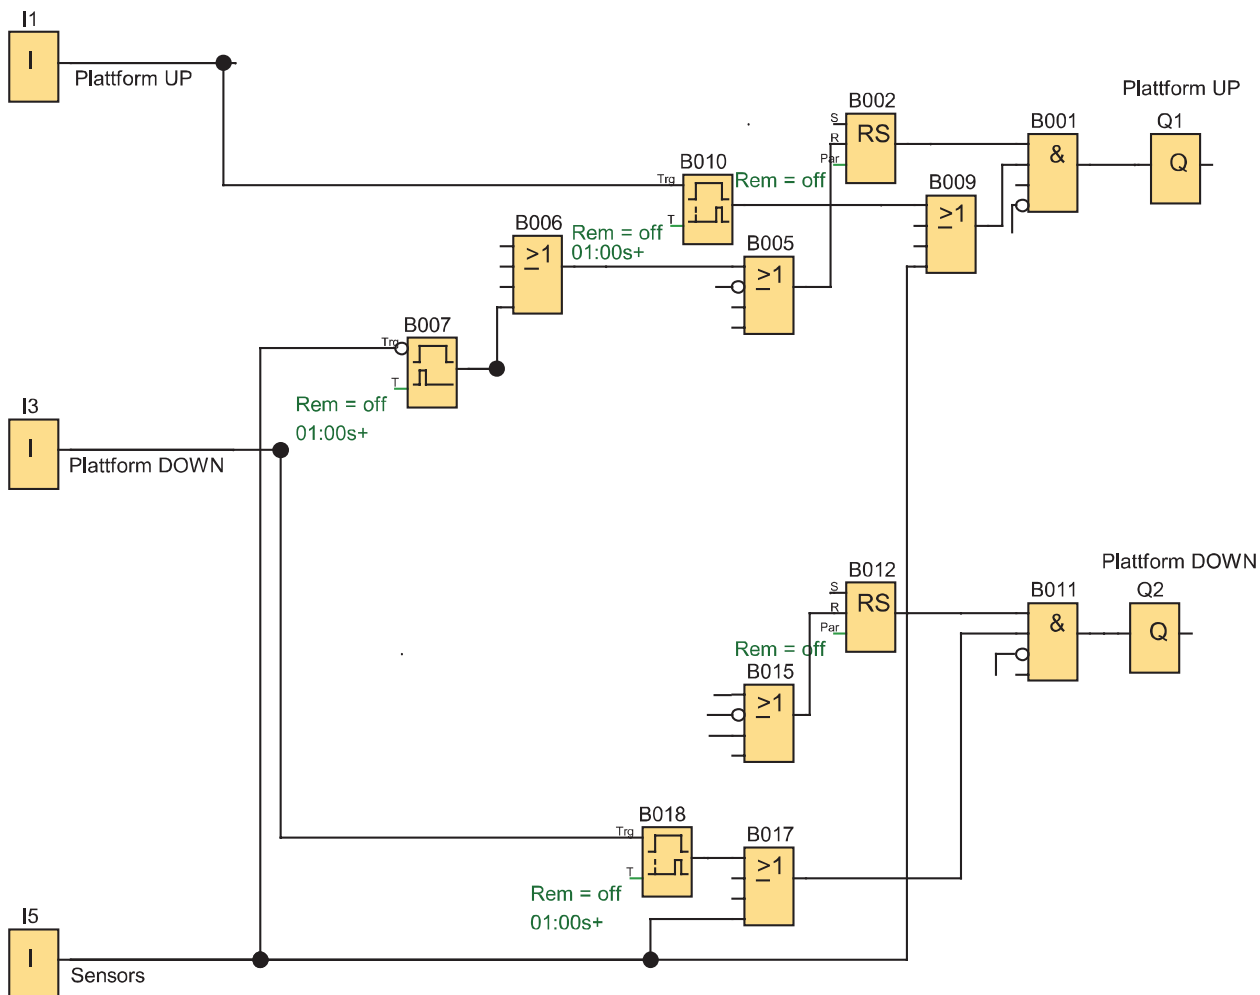 I1
I
Plattform UP
Plattform UP
B002
S
R
RS
Par
B001
&
Q1
Q
B010
Trg
T
Rem = off
B009
≥1
B006
≥1
Rem = off
01:00s+
B005
≥1
B007
Trg
T
Rem = off
01:00s+
I3
I
Plattform DOWN
Plattform DOWN
B012
S
R
RS
Par
B011
&
Q2
Q
Rem = off
B015
≥1
B018
Trg
T
Rem = off
01:00s+
B017
≥1
I5
I
Sensors